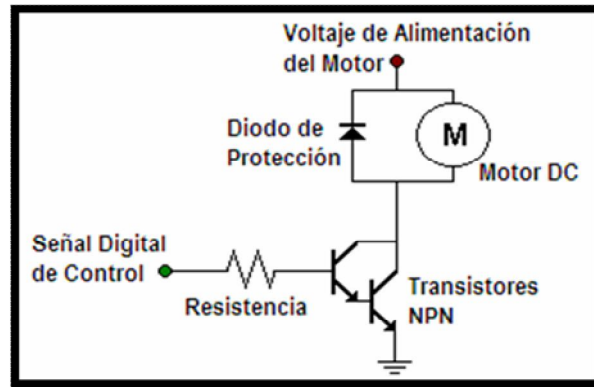 Voltaje de Alimentación
del Motor
Diodo de
Protección
M
Motor DC
Señal Digital
de Control
Resistencia
Transistores
NPN